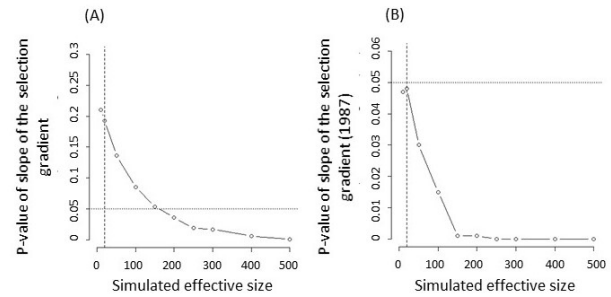 (A)
P-value of slope of the selection
gradient
0 0.05 0.1 0.15 0.2 0.25 0.3
0 100 200 300 400 500
Simulated effective size
(B)
P-value of slope of the selection
gradient (1987)
0 0.01 0.02 0.03 0.04 0.05 0.06
0 100 200 300 400 500
Simulated effective size